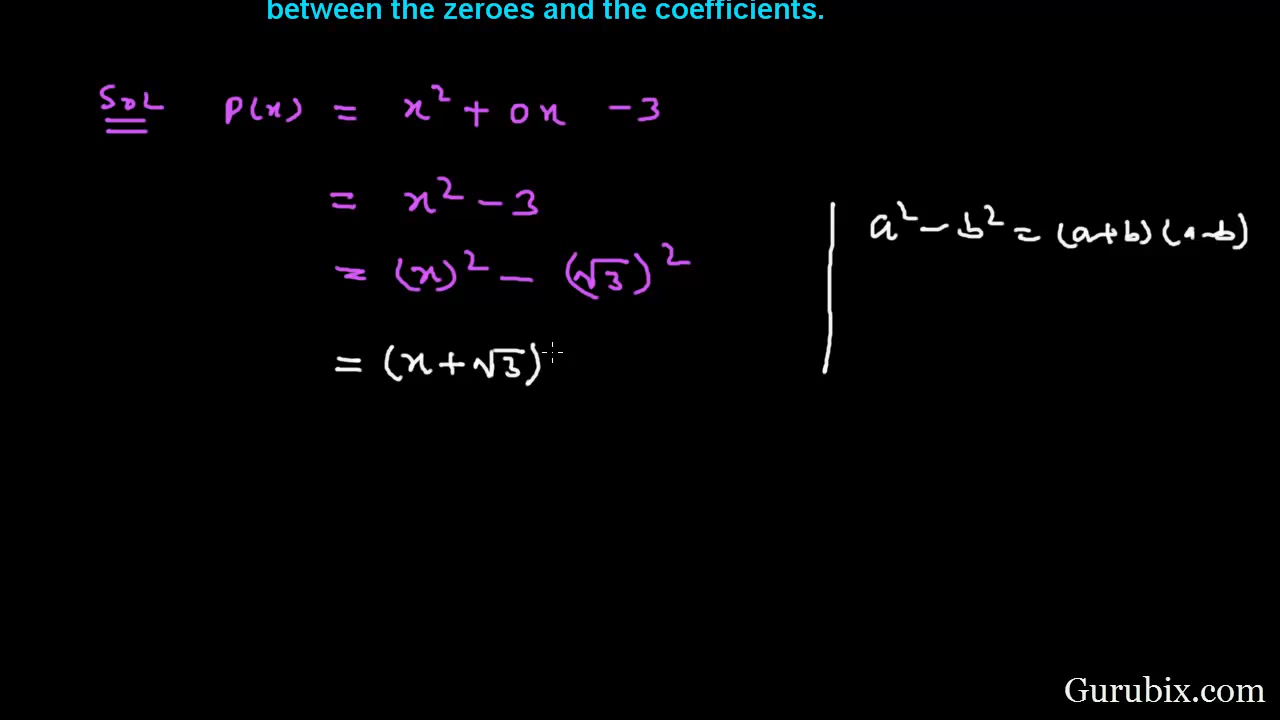 between the zeroes and the coefficients.
Sol P(x) = x² + 0x - 3
= x² - 3
= (x)² - (√3)²
a² - b² = (a+b)(a-b)
= (x + √3)
Gurubix.com